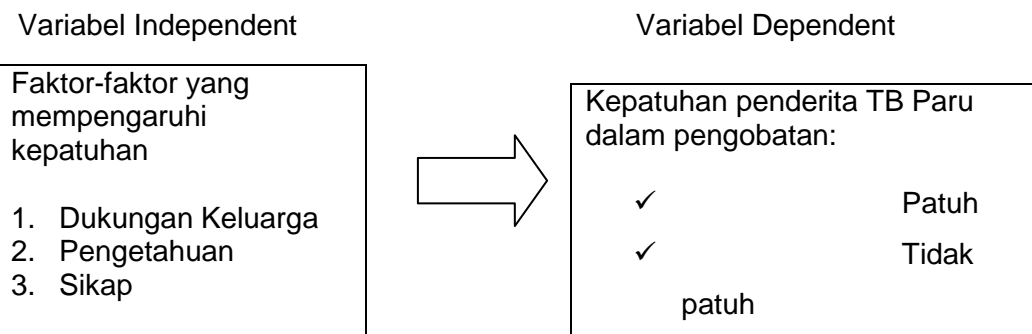 Variabel Independent
Variabel Dependent
Faktor-faktor yang
mempengaruhi
kepatuhan
1. Dukungan Keluarga
2. Pengetahuan
3. Sikap
Kepatuhan penderita TB Paru
dalam pengobatan:
✓ Patuh
✓ Tidak
patuh